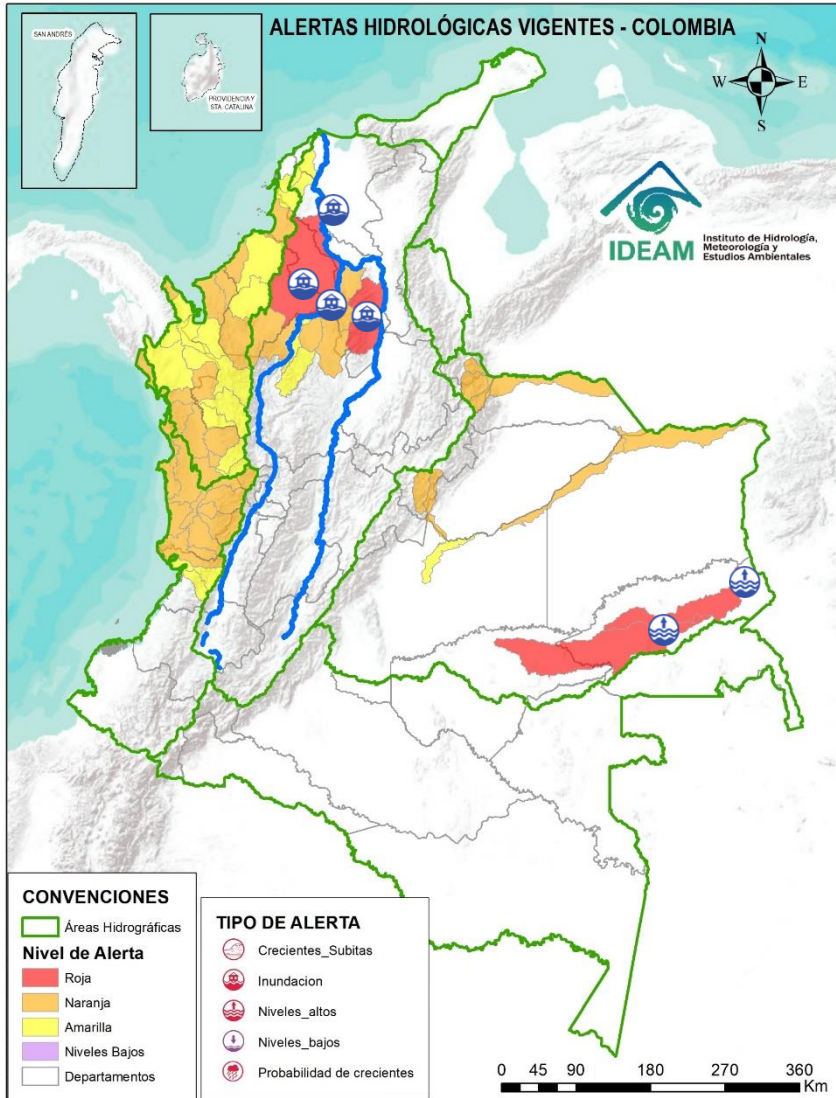 ALERTAS HIDROLÓGICAS VIGENTES - COLOMBIA
SAN ANDRÉS
PROVIDENCIA Y
STA. CATALINA
N
W
E
S
IDEAM
Instituto de Hidrología,
Meteorología y
Estudios Ambientales
CONVENCIONES
Áreas Hidrográficas
Nivel de Alerta
Roja
Naranja
Amarilla
Niveles Bajos
Departamentos
TIPO DE ALERTA
Crecientes_Subitas
Inundacion
Niveles_altos
Niveles_bajos
Probabilidad de crecientes
0 45 90 180 270 360
Km